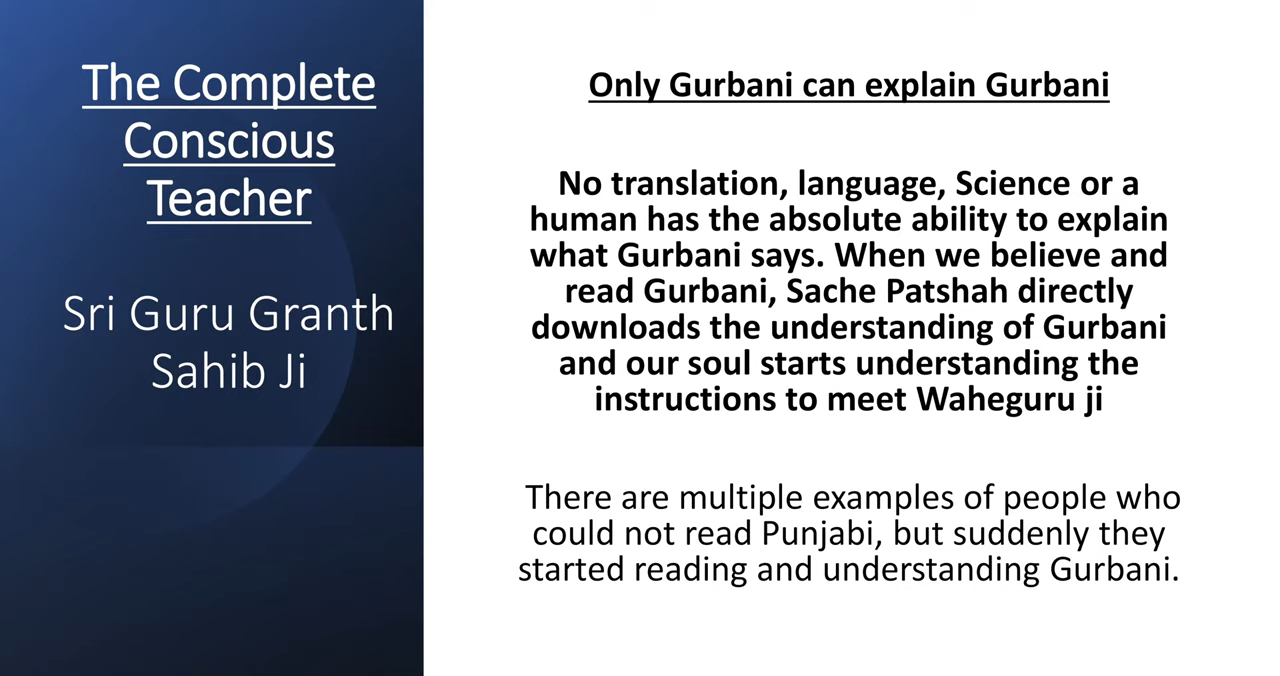 The Complete
Conscious
Teacher
Sri Guru Granth
Sahib Ji
Only Gurbani can explain Gurbani
No translation, language, Science or a
human has the absolute ability to explain
what Gurbani says. When we believe and
read Gurbani, Sache Patshah directly
downloads the understanding of Gurbani
and our soul starts understanding the
instructions to meet Waheguru ji
There are multiple examples of people who
could not read Punjabi, but suddenly they
started reading and understanding Gurbani.